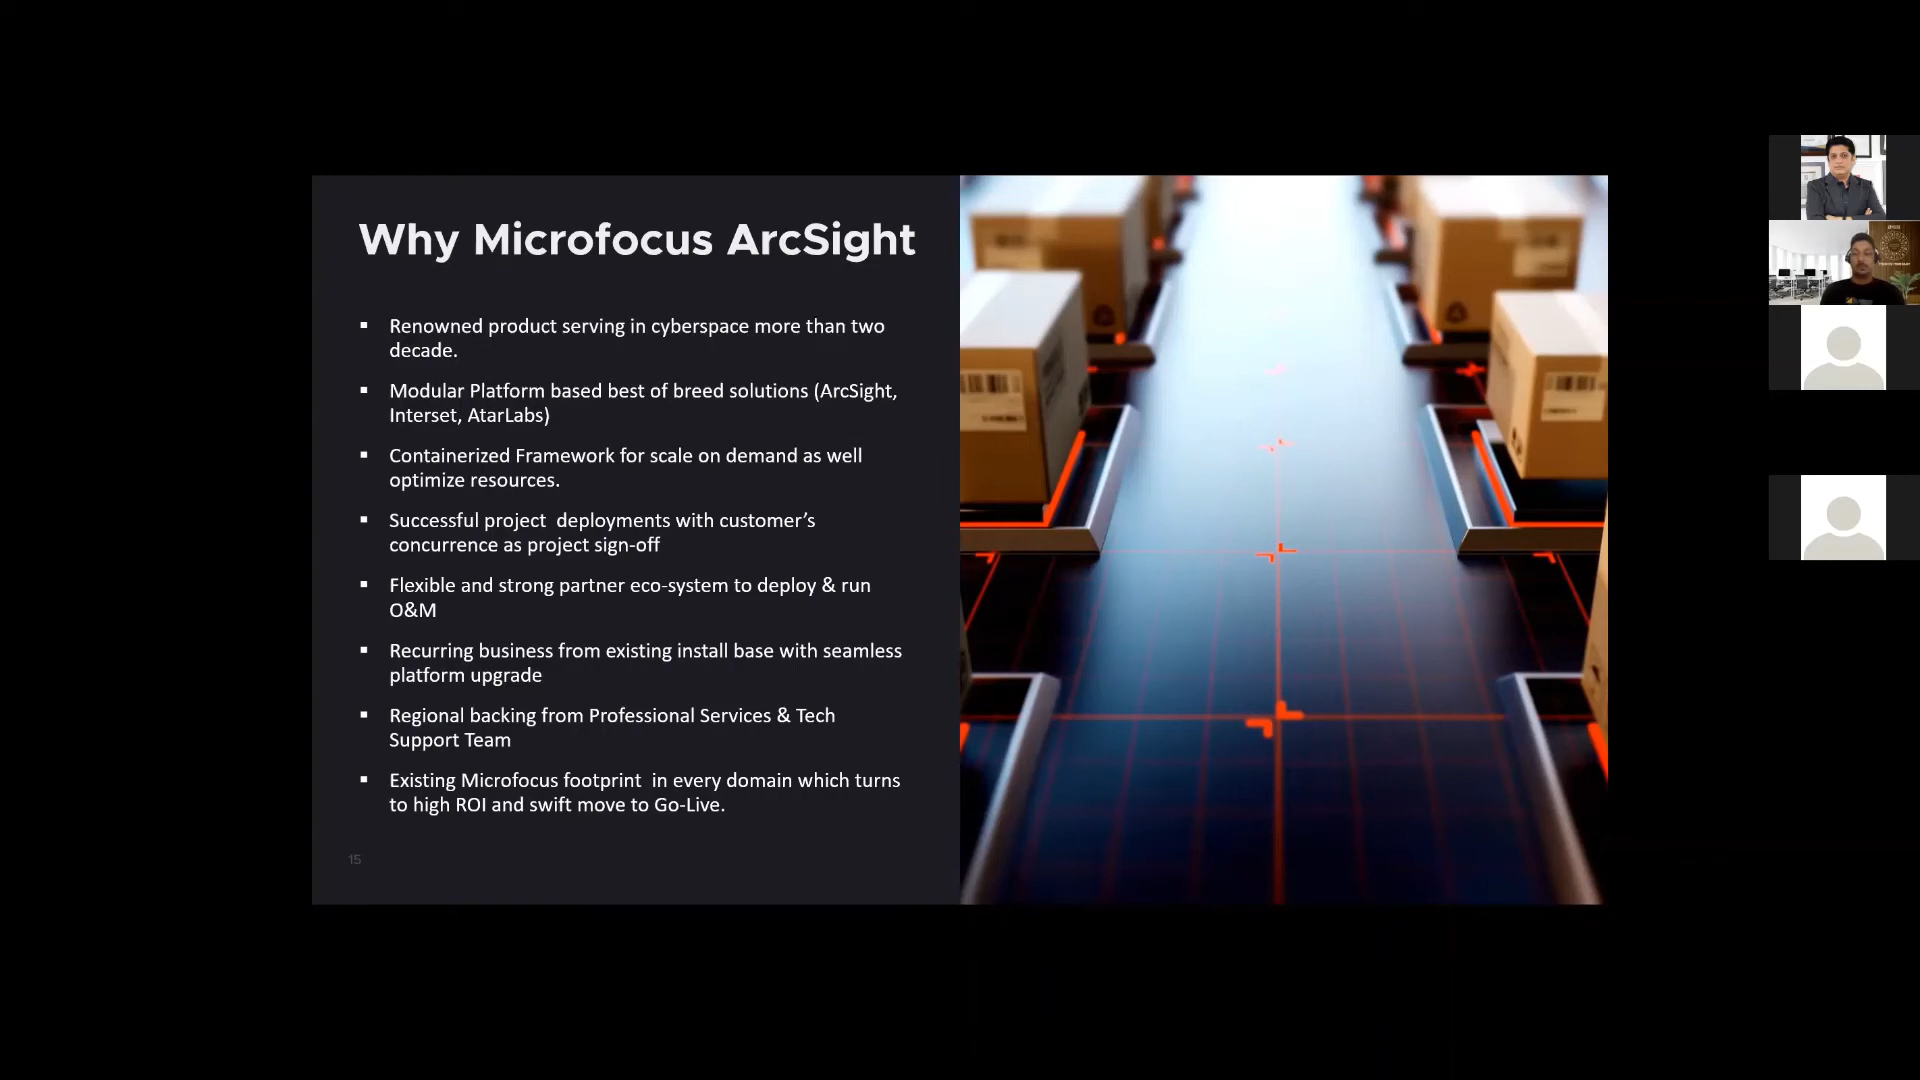 Why Microfocus ArcSight
▪ Renowned product serving in cyberspace more than two
decade.
▪ Modular Platform based best of breed solutions (ArcSight,
Interset, AtarLabs)
▪ Containerized Framework for scale on demand as well
optimize resources.
▪ Successful project  deployments with customer’s
concurrence as project sign-off
▪ Flexible and strong partner eco-system to deploy & run
O&M
▪ Recurring business from existing install base with seamless
platform upgrade
▪ Regional backing from Professional Services & Tech
Support Team
▪ Existing Microfocus footprint  in every domain which turns
to high ROI and swift move to Go-Live.
15